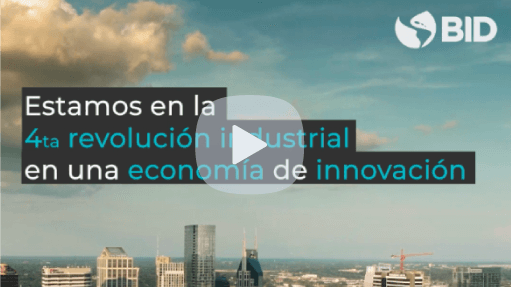 BID
Estamos en la
4ta revolución industrial
en una economía de innovación